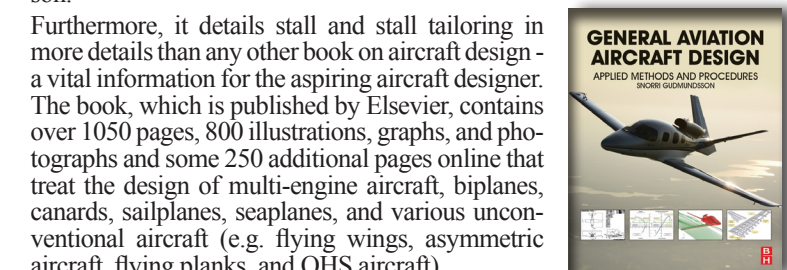 soil.
Furthermore, it details stall and stall tailoring in
more details than any other book on aircraft design -
a vital information for the aspiring aircraft designer.
The book, which is published by Elsevier, contains
over 1050 pages, 800 illustrations, graphs, and pho-
tographs and some 250 additional pages online that
treat the design of multi-engine aircraft, biplanes,
canards, sailplanes, seaplanes, and various uncon-
ventional aircraft (e.g. flying wings, asymmetric
aircraft, flying planks, and OHS aircraft)
GENERAL AVIATION
AIRCRAFT DESIGN
APPLIED METHODS AND PROCEDURES
SNORRI GUDMUNDSSON
B
H